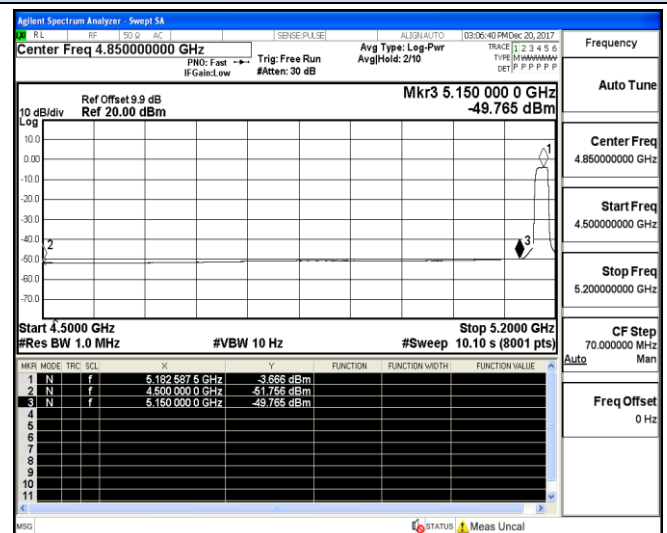 Agilent Spectrum Analyzer - Swept SA
RL RF 50 Ω AC SENSE:PULSE ALIGNAUTO 03:06:40 PM Dec 20, 2017
Center Freq 4.850000000 GHz
PNO: Fast
IFGain:Low
Trig: Free Run
#Atten: 30 dB
Avg Type: Log-Pwr
Avg|Hold: 2/10
TRACE 1 2 3 4 5 6
TYPE MWWWWW
DET P P P P P P
Ref Offset 9.9 dB
10 dB/div Ref 20.00 dBm
Log
Mkr3 5.150 000 0 GHz
-49.765 dBm
10.0
0.00
-10.0
-20.0
-30.0
-40.0
-50.0
-60.0
-70.0
1
2
3
Start 4.5000 GHz Stop 5.2000 GHz
#Res BW 1.0 MHz #VBW 10 Hz #Sweep 10.10 s (8001 pts)
MKR MODE TRC SCL X Y FUNCTION FUNCTION WIDTH FUNCTION VALUE
1 N f 5.182 587 5 GHz -3.666 dBm
2 N f 4.500 000 0 GHz -51.756 dBm
3 N f 5.150 000 0 GHz -49.765 dBm
4
5
6
7
8
9
10
11
MSG STATUS Meas Uncal
Frequency
Auto Tune
Center Freq
4.850000000 GHz
Start Freq
4.500000000 GHz
Stop Freq
5.200000000 GHz
CF Step
70.000000 MHz
Auto Man
Freq Offset
0 Hz